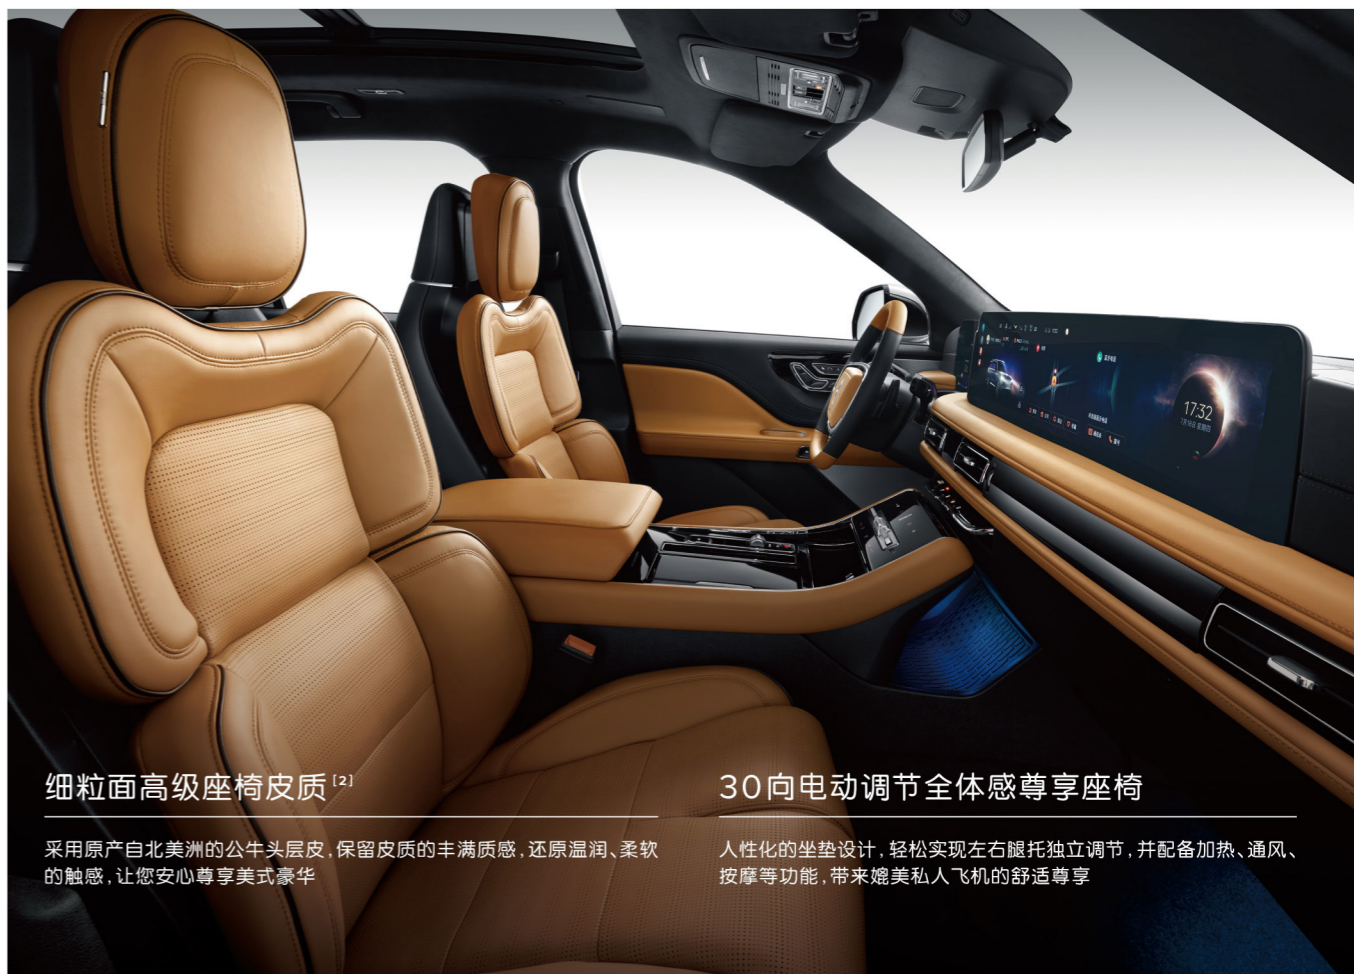 17:32
细粒面高级座椅皮质[2]
采用原产自北美洲的公牛头层皮,保留皮质的丰满质感,还原温润、柔软
的触感,让您安心尊享美式豪华
30向电动调节全体感尊享座椅
人性化的坐垫设计,轻松实现左右腿托独立调节,并配备加热、通风、
按摩等功能,带来媲美私人飞机的舒适尊享